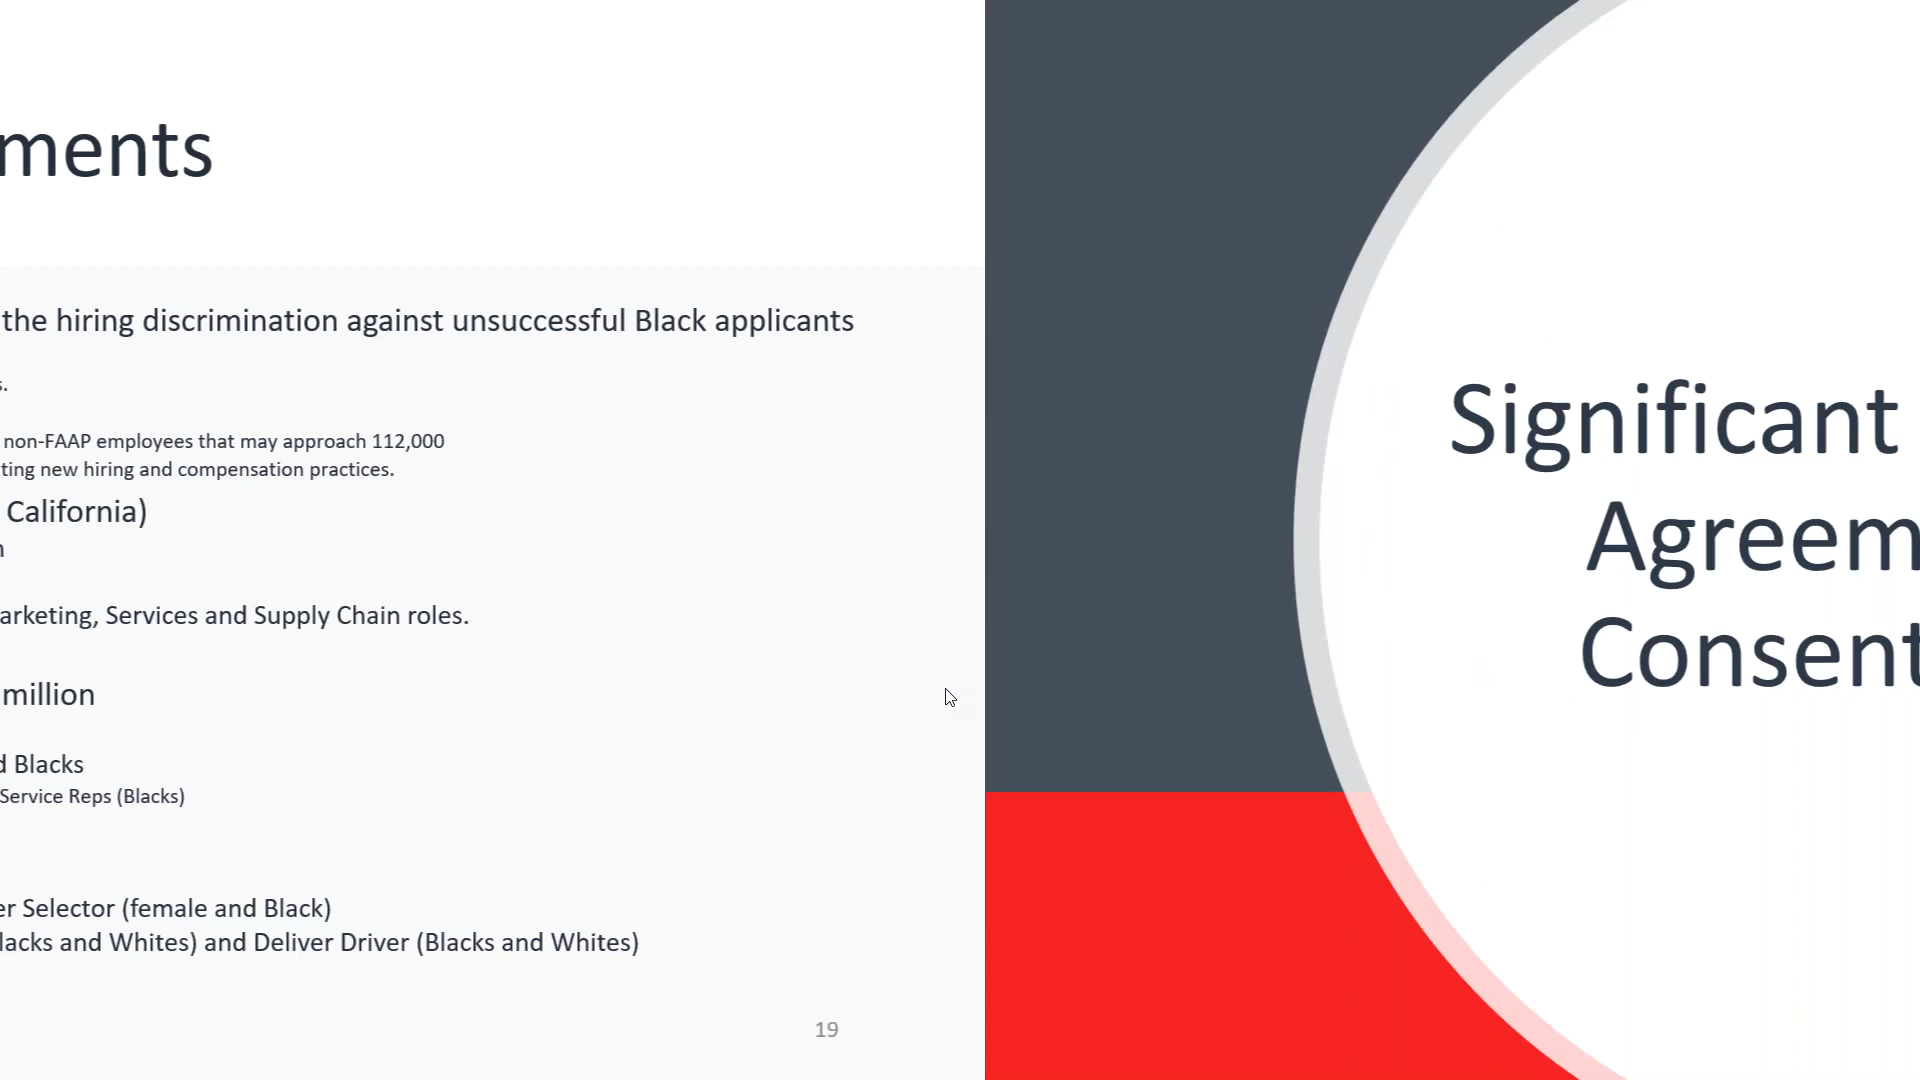 ments
the hiring discrimination against unsuccessful Black applicants
s.
non-FAAP employees that may approach 112,000
ting new hiring and compensation practices.
California)
n
arketing, Services and Supply Chain roles.
million
d Blacks
Service Reps (Blacks)
er Selector (female and Black)
lacks and Whites) and Deliver Driver (Blacks and Whites)
19
Significant
Agreem
Consent